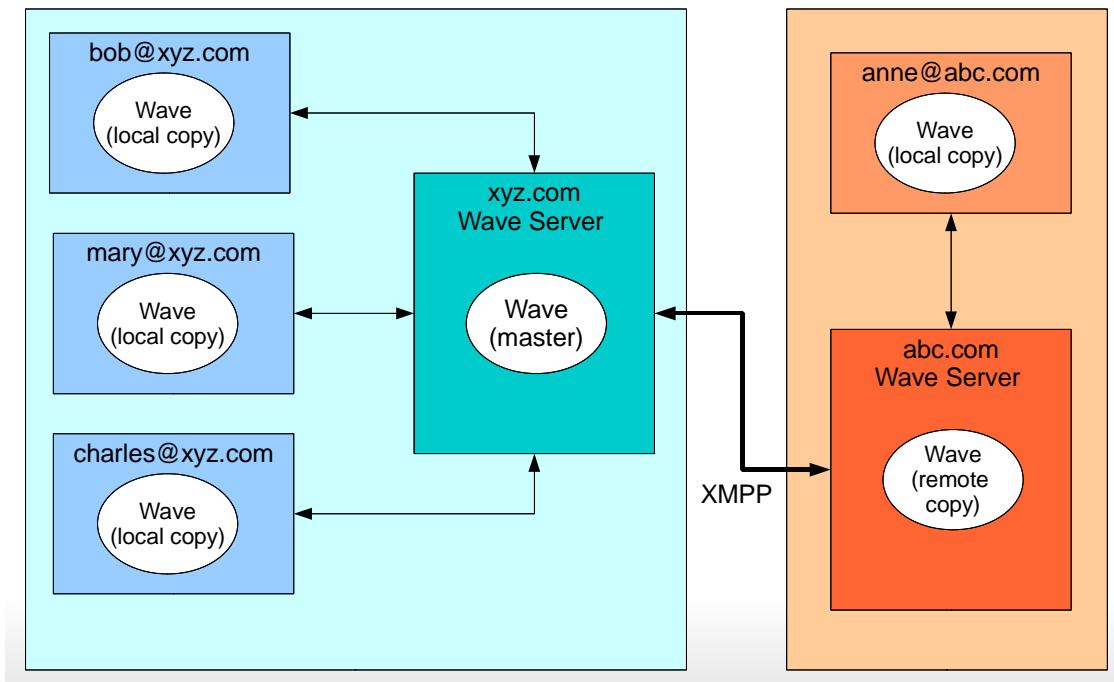 bob@xyz.com
Wave
(local copy)
mary@xyz.com
Wave
(local copy)
charles@xyz.com
Wave
(local copy)
xyz.com
Wave Server
Wave
(master)
XMPP
anne@abc.com
Wave
(local copy)
abc.com
Wave Server
Wave
(remote
copy)